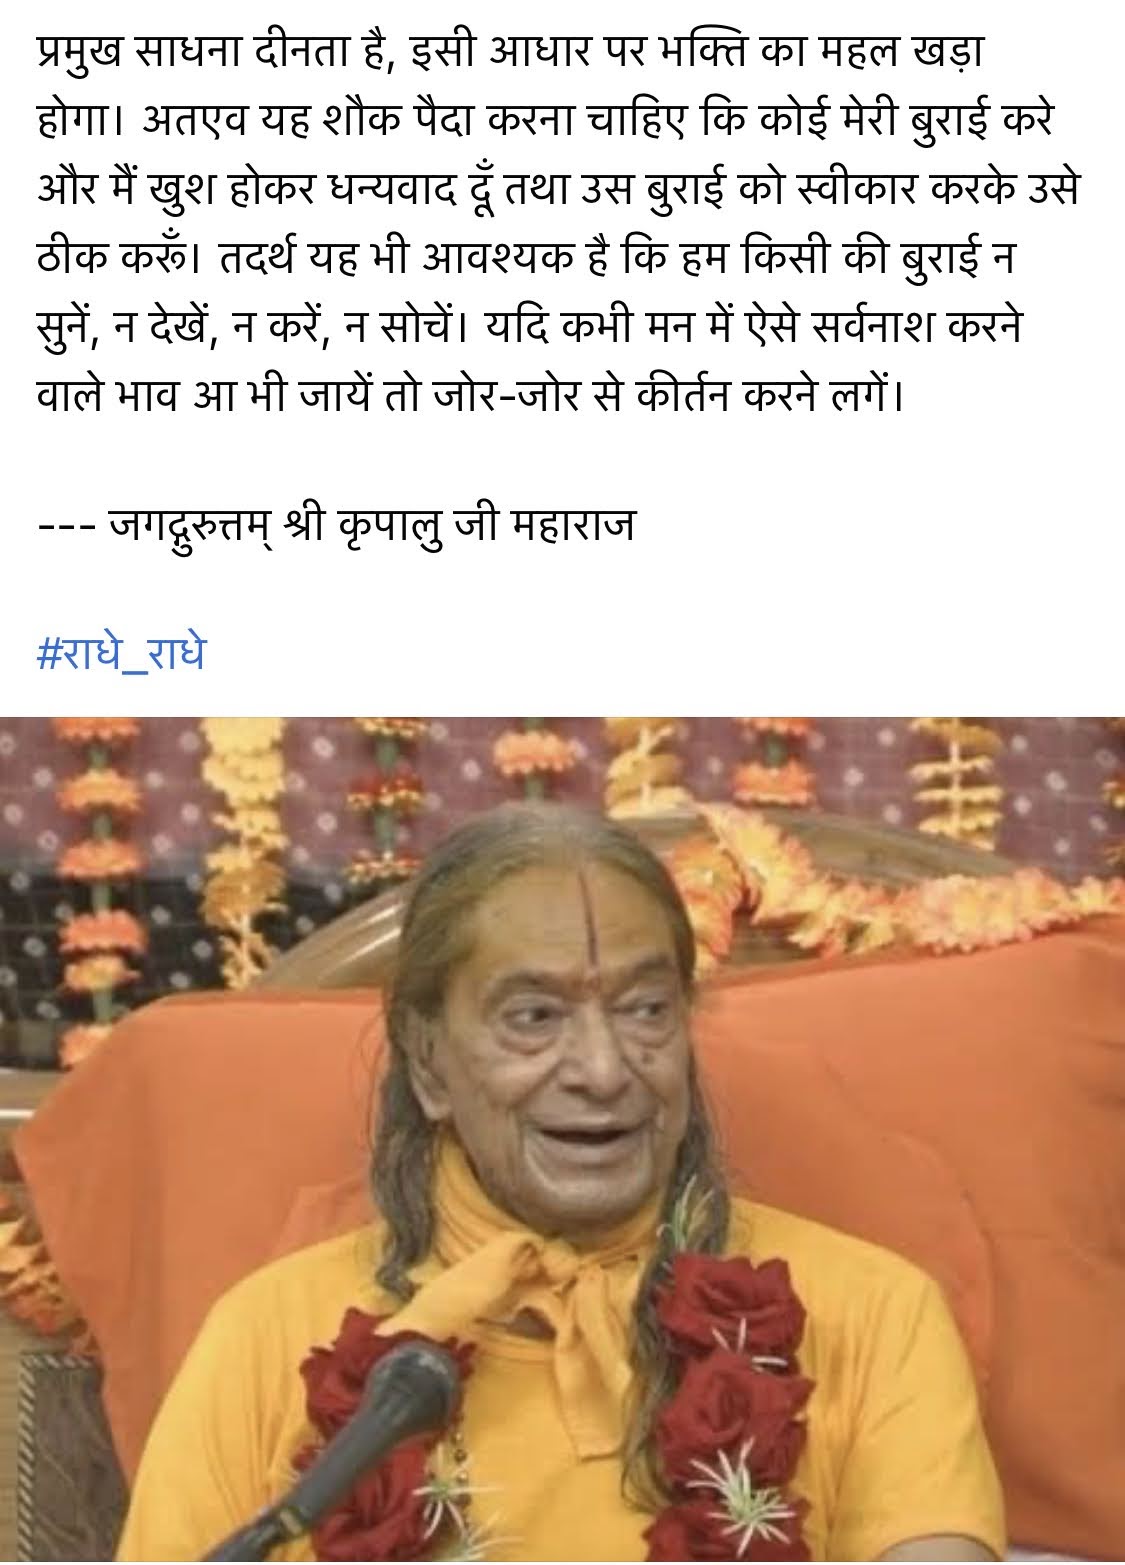 प्रमुख साधना दीनता है, इसी आधार पर भक्ति का महल खड़ा
होगा। अतएव यह शौक पैदा करना चाहिए कि कोई मेरी बुराई करे
और मैं खुश होकर धन्यवाद दूँ तथा उस बुराई को स्वीकार करके उसे
ठीक करूँ। तदर्थ यह भी आवश्यक है कि हम किसी की बुराई न
सुनें, न देखें, न करें, न सोचें। यदि कभी मन में ऐसे सर्वनाश करने
वाले भाव आ भी जायें तो जोर-जोर से कीर्तन करने लगें।
--- जगद्गुरुत्तम् श्री कृपालु जी महाराज
#राधे_राधे